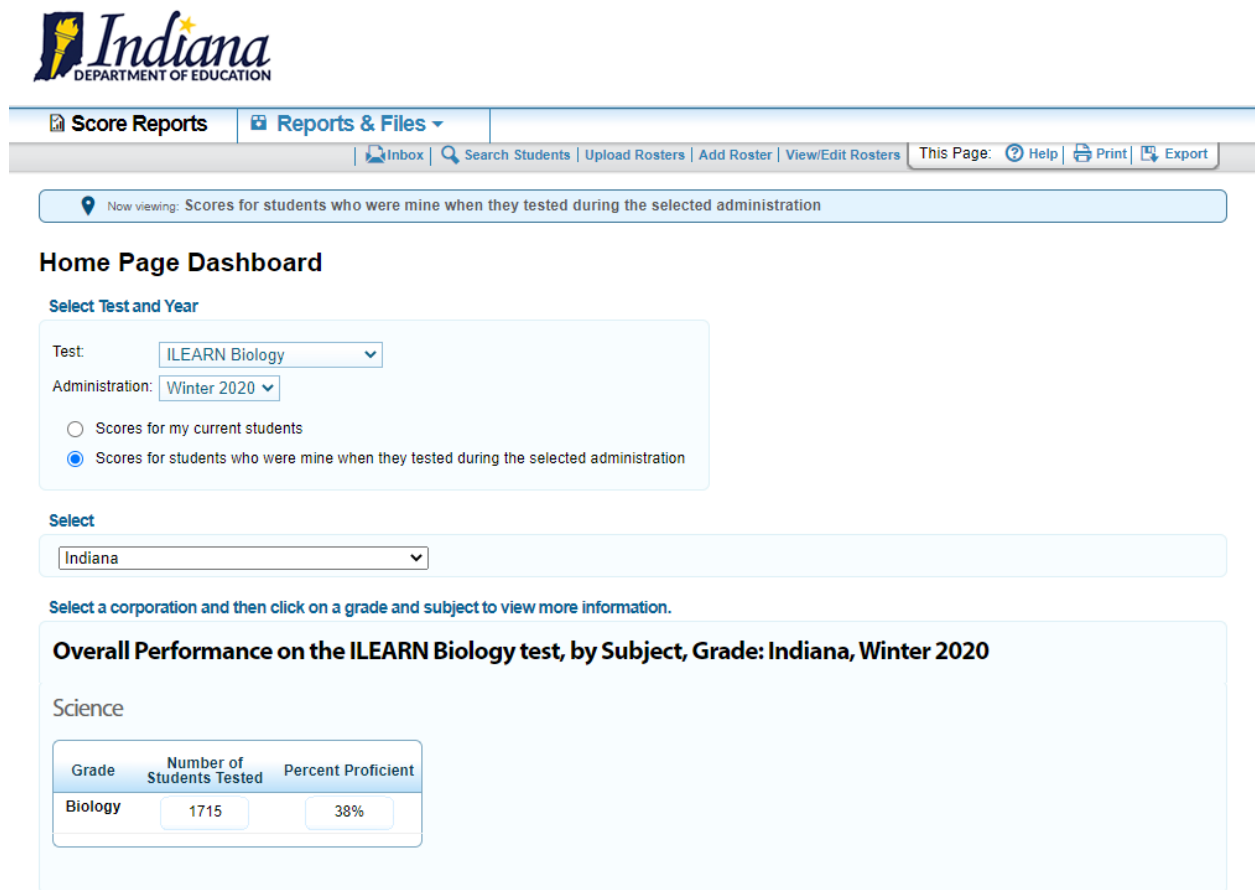 Indiana
DEPARTMENT OF EDUCATION
Score Reports Reports & Files
Inbox | Search Students | Upload Rosters | Add Roster | View/Edit Rosters This Page: Help | Print | Export
Now viewing: Scores for students who were mine when they tested during the selected administration
Home Page Dashboard
Select Test and Year
Test: ILEARN Biology
Administration: Winter 2020
Scores for my current students
Scores for students who were mine when they tested during the selected administration
Select
Indiana
Select a corporation and then click on a grade and subject to view more information.
Overall Performance on the ILEARN Biology test, by Subject, Grade: Indiana, Winter 2020
Science
Grade Number of Students Tested Percent Proficient
Biology 1715 38%